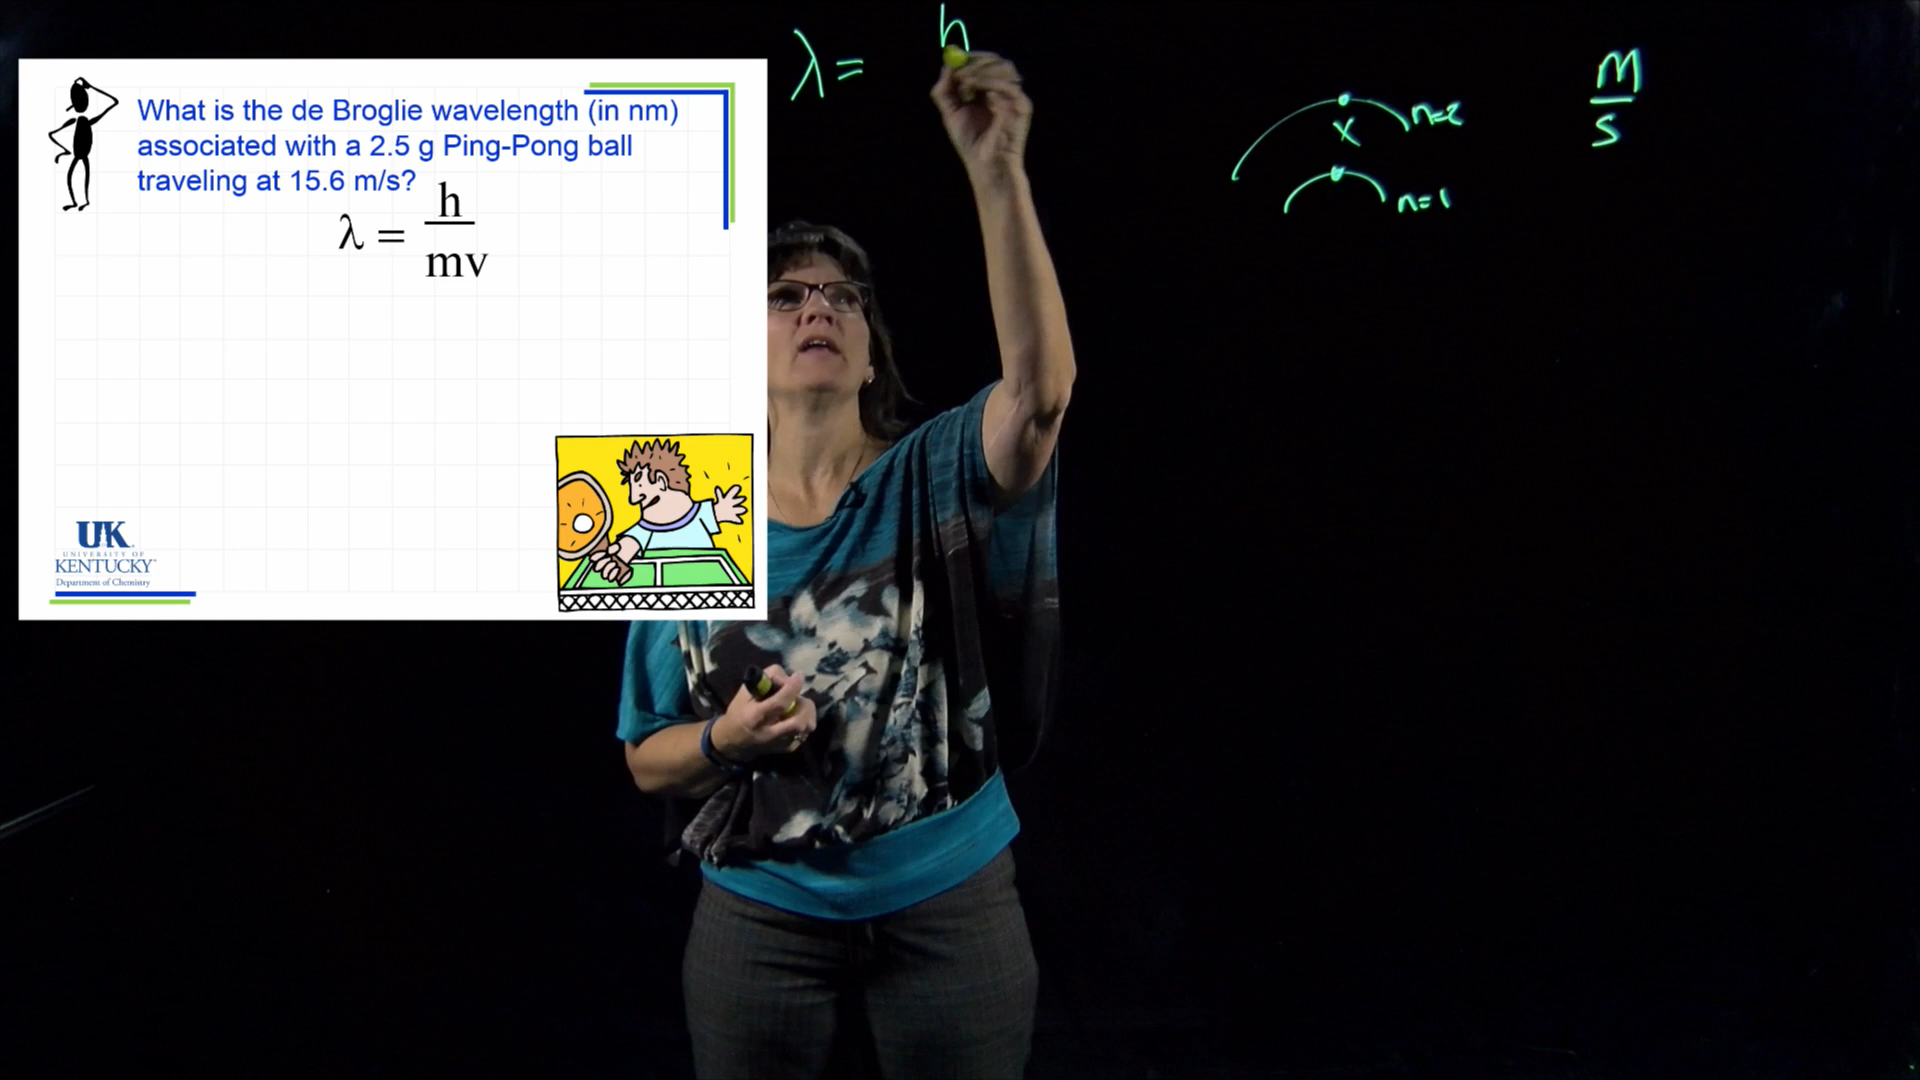 What is the de Broglie wavelength (in nm)
associated with a 2.5 g Ping-Pong ball
traveling at 15.6 m/s?
λ = h
mv
UK
UNIVERSITY OF
KENTUCKY
Department of Chemistry
λ = h
n=2
x
n=1
m
s